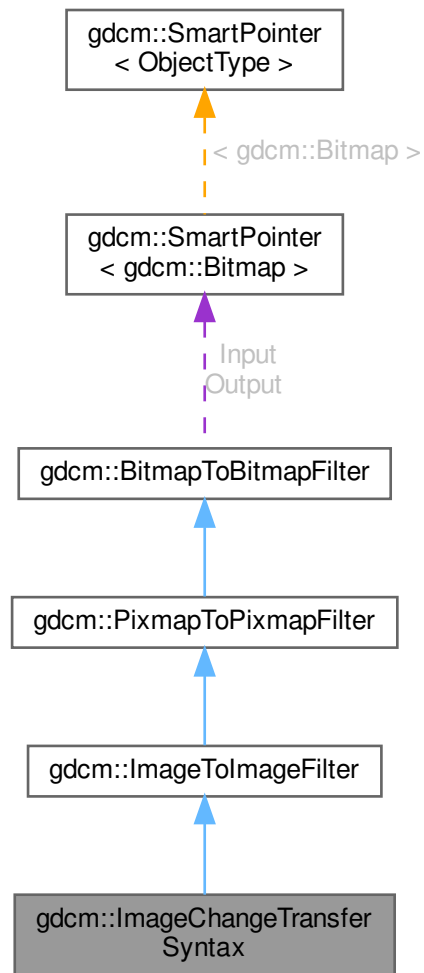 gdcm::SmartPointer
< ObjectType >
< gdcm::Bitmap >
gdcm::SmartPointer
< gdcm::Bitmap >
Input
Output
gdcm::BitmapToBitmapFilter
gdcm::PixmapToPixmapFilter
gdcm::ImageToImageFilter
gdcm::ImageChangeTransfer
Syntax